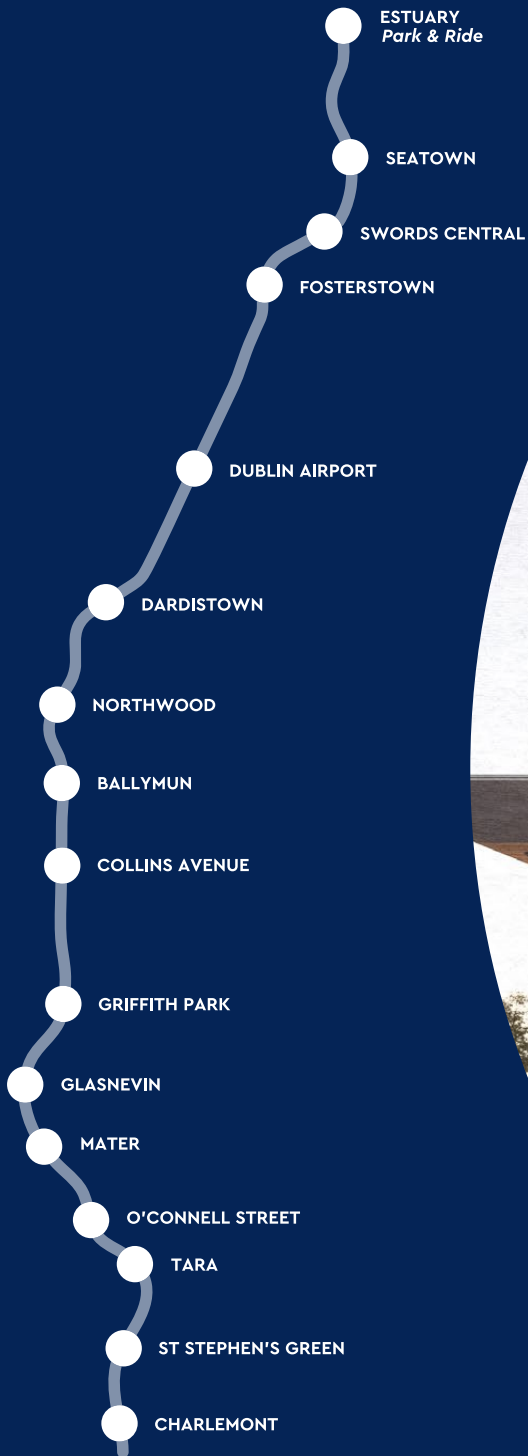 ESTUARY
Park & Ride
SEATOWN
SWORDS CENTRAL
FOSTERSTOWN
DUBLIN AIRPORT
DARDISTOWN
NORTHWOOD
BALLYMUN
COLLINS AVENUE
GRIFFITH PARK
GLASNEVIN
MATER
O'CONNELL STREET
TARA
ST STEPHEN'S GREEN
CHARLEMONT